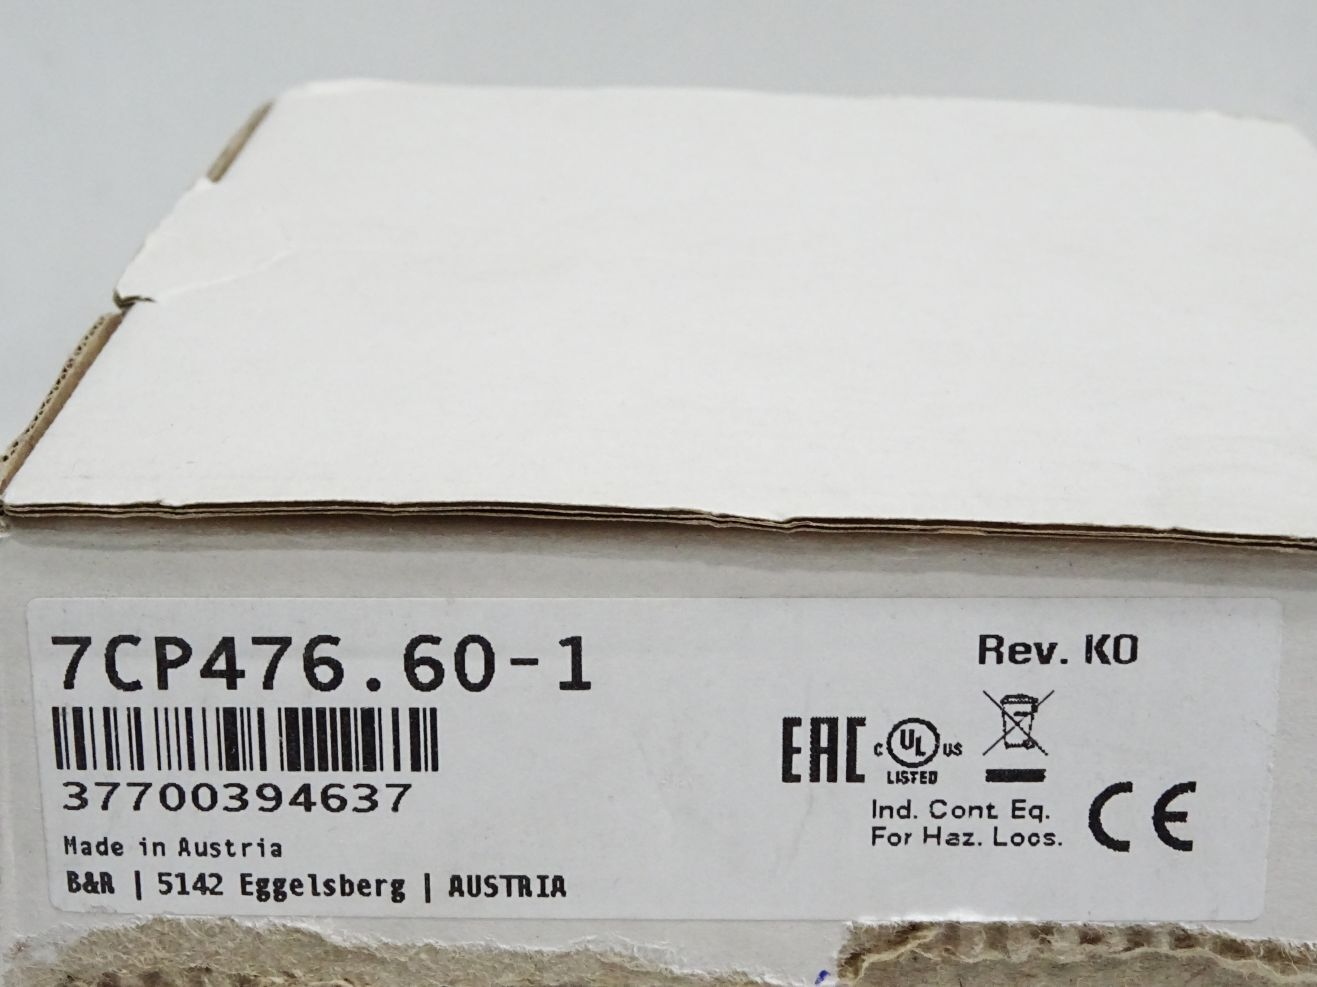 7CP476.60-1
Rev. K0
37700394637
EAC
C UL US
LISTED
Ind. Cont. Eq.
For Haz. Locs.
CE
Made in Austria
B&R | 5142 Eggelsberg | AUSTRIA